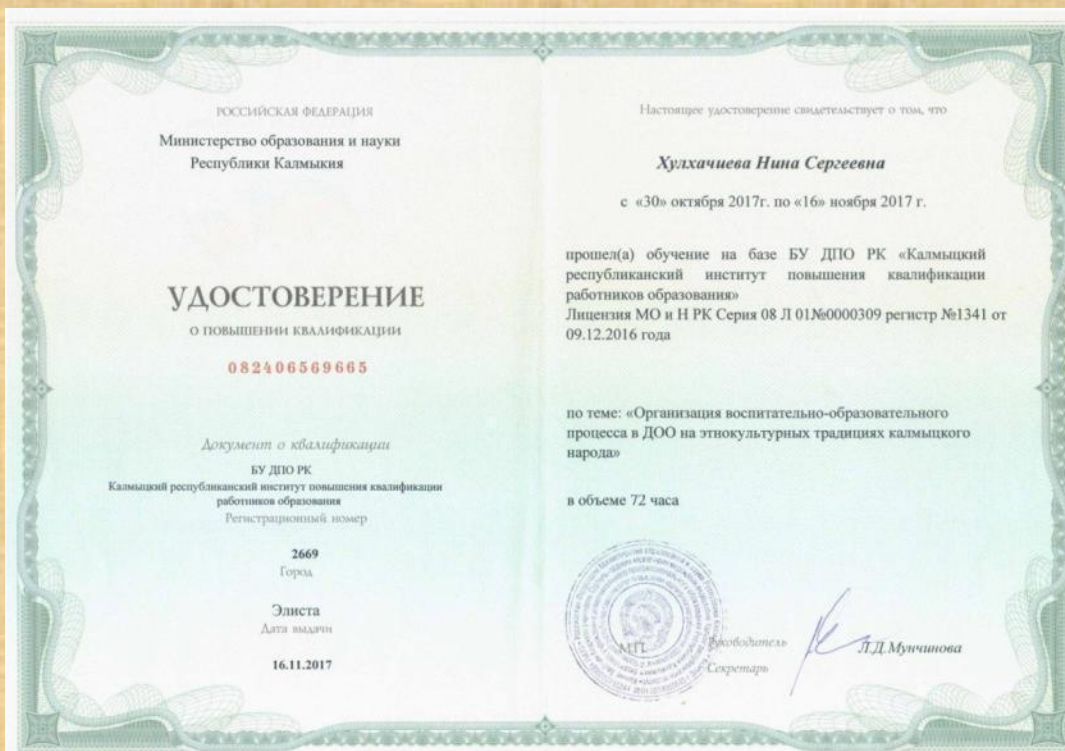 РОССИЙСКАЯ ФЕДЕРАЦИЯ
Министерство образования и науки
Республики Калмыкия
УДОСТОВЕРЕНИЕ
О ПОВЫШЕНИИ КВАЛИФИКАЦИИ
082406569665
Документ о квалификации
БУ ДПО РК
Калмыцкий республиканский институт повышения квалификации
работников образования
Регистрационный номер
2669
Город
Элиста
Дата выдачи
16.11.2017
Настоящее удостоверение свидетельствует о том, что
Хулхачиева Нина Сергеевна
с «30» октября 2017г. по «16» ноября 2017 г.
прошел(а) обучение на базе БУ ДПО РК «Калмыцкий
республиканский институт повышения квалификации
работников образования»
Лицензия МО и Н РК Серия 08 Л 01№0000309 регистр №1341 от
09.12.2016 года
по теме: «Организация воспитательно-образовательного
процесса в ДОО на этнокультурных традициях калмыцкого
народа»
в объеме 72 часа
М.П.
Руководитель
Л.Д.Мунчинова
Секретарь